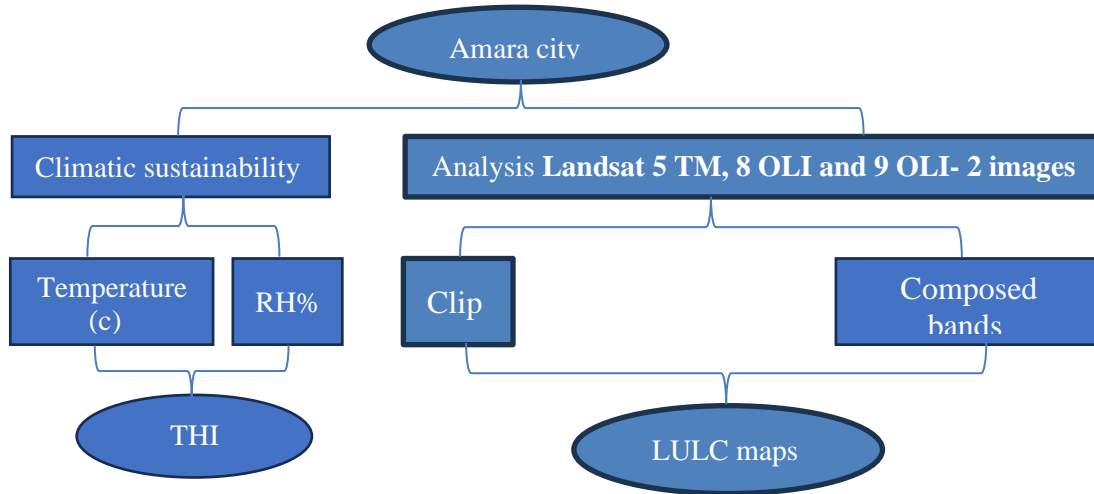 Amara city
Climatic sustainability
Analysis Landsat 5 TM, 8 OLI and 9 OLI- 2 images
Temperature
(c)
RH%
Clip
Composed
bands
THI
LULC maps